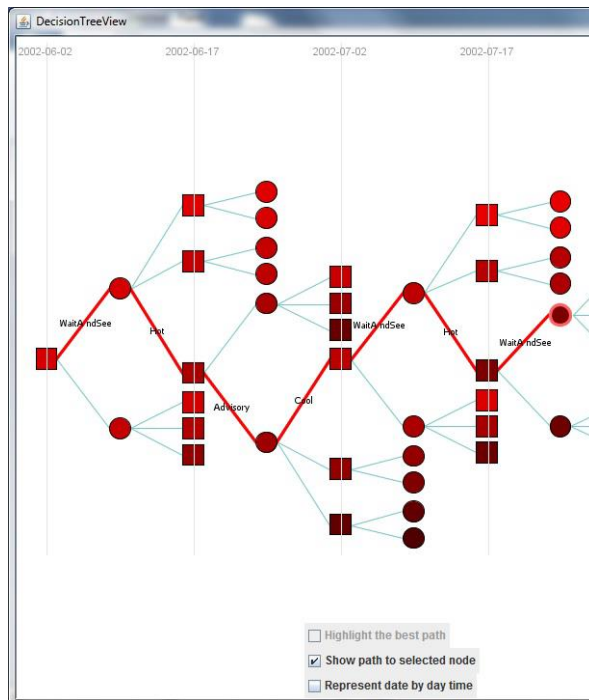 DecisionTreeView
2002-06-02 2002-06-17 2002-07-02 2002-07-17
WaitAndSee Hot WaitAndSee Hot
WaitAndSee
Advisory Cool
Highlight the best path
Show path to selected node
Represent date by day time